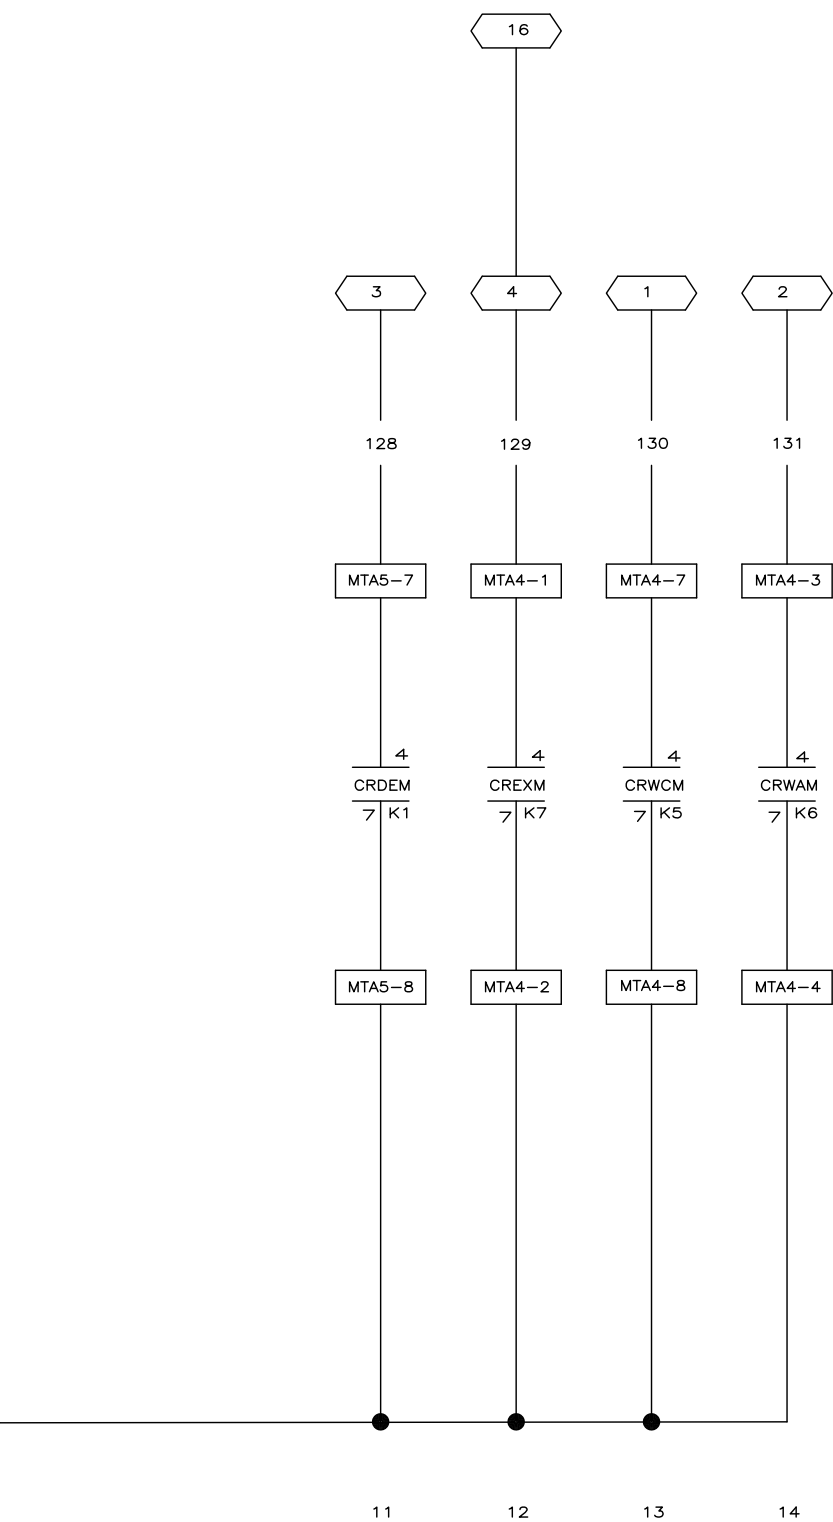 16
3 4 1 2
128 129 130 131
MTA5-7 MTA4-1 MTA4-7 MTA4-3
4 4 4 4
CRDEM CREXM CRWCM CRWAM
7 K1 7 K7 7 K5 7 K6
MTA5-8 MTA4-2 MTA4-8 MTA4-4
11 12 13 14